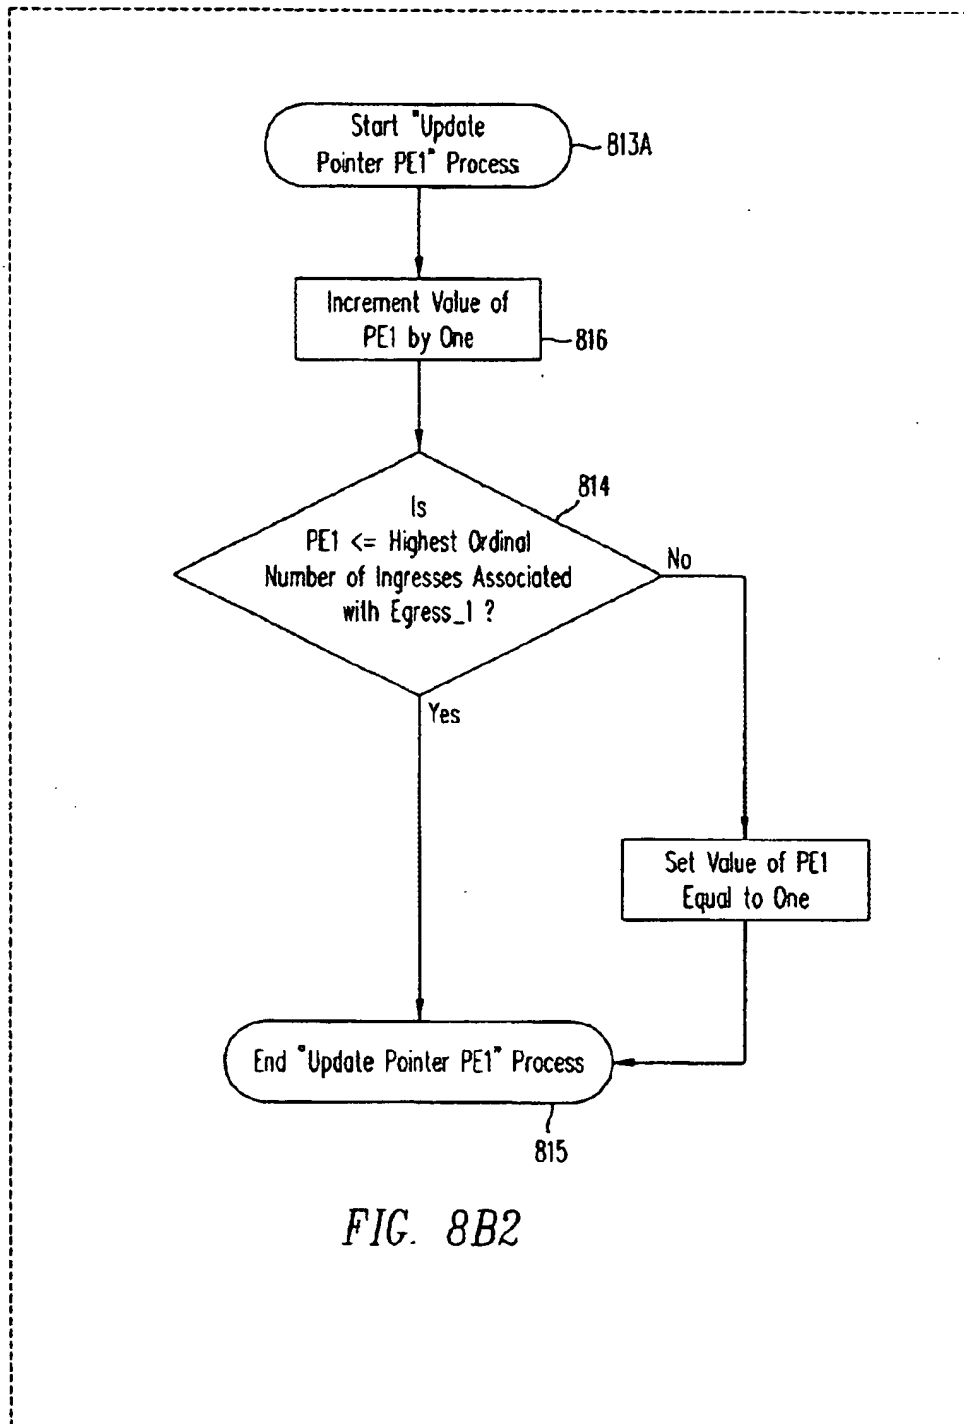 Start "Update
Pointer PE1" Process
813A
Increment Value of
PE1 by One
816
814
Is
PE1 <= Highest Ordinal
Number of Ingresses Associated
with Egress_1 ?
No
Yes
Set Value of PE1
Equal to One
End "Update Pointer PE1" Process
815
FIG. 8B2